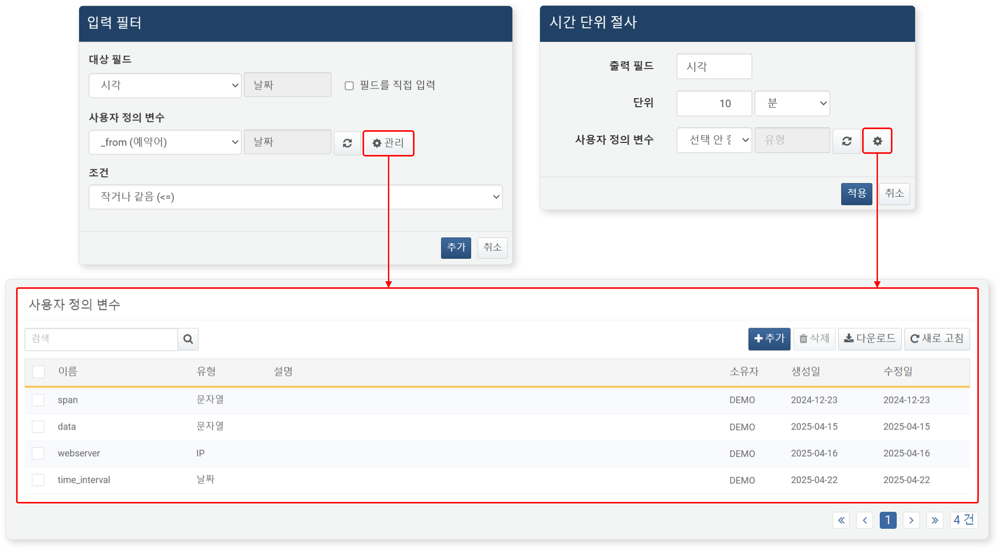 입력 필터
대상 필드
시각 날짜 필드를 직접 입력
사용자 정의 변수
_from (예약어) 날짜 관리
조건
작거나 같음 (<=)
추가 취소
시간 단위 절사
출력 필드 시각
단위 10 분
사용자 정의 변수 선택 안 유형
적용 취소
사용자 정의 변수
검색 추가 삭제 다운로드 새로 고침
이름 유형 설명 소유자 생성일 수정일
span 문자열 DEMO 2024-12-23 2024-12-23
data 문자열 DEMO 2025-04-15 2025-04-15
webserver IP DEMO 2025-04-16 2025-04-16
time_interval 날짜 DEMO 2025-04-22 2025-04-22
« ‹ 1 › » 4 건